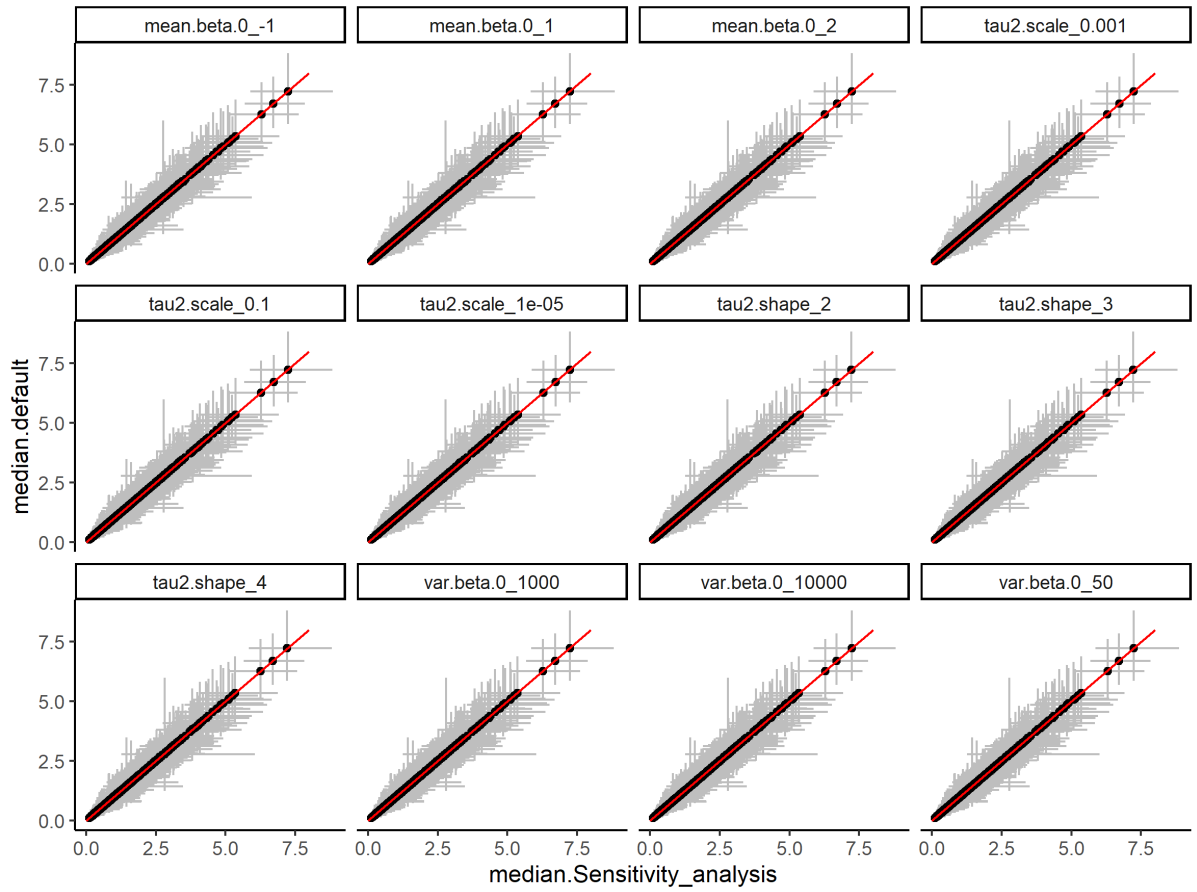 mean.beta.0_-1 mean.beta.0_1 mean.beta.0_2 tau2.scale_0.001
7.5
5.0
2.5
0.0
tau2.scale_0.1 tau2.scale_1e-05 tau2.shape_2 tau2.shape_3
7.5
5.0
2.5
0.0
median.default
tau2.shape_4 var.beta.0_1000 var.beta.0_10000 var.beta.0_50
7.5
5.0
2.5
0.0
0.0 2.5 5.0 7.5 0.0 2.5 5.0 7.5 0.0 2.5 5.0 7.5 0.0 2.5 5.0 7.5
median.Sensitivity_analysis